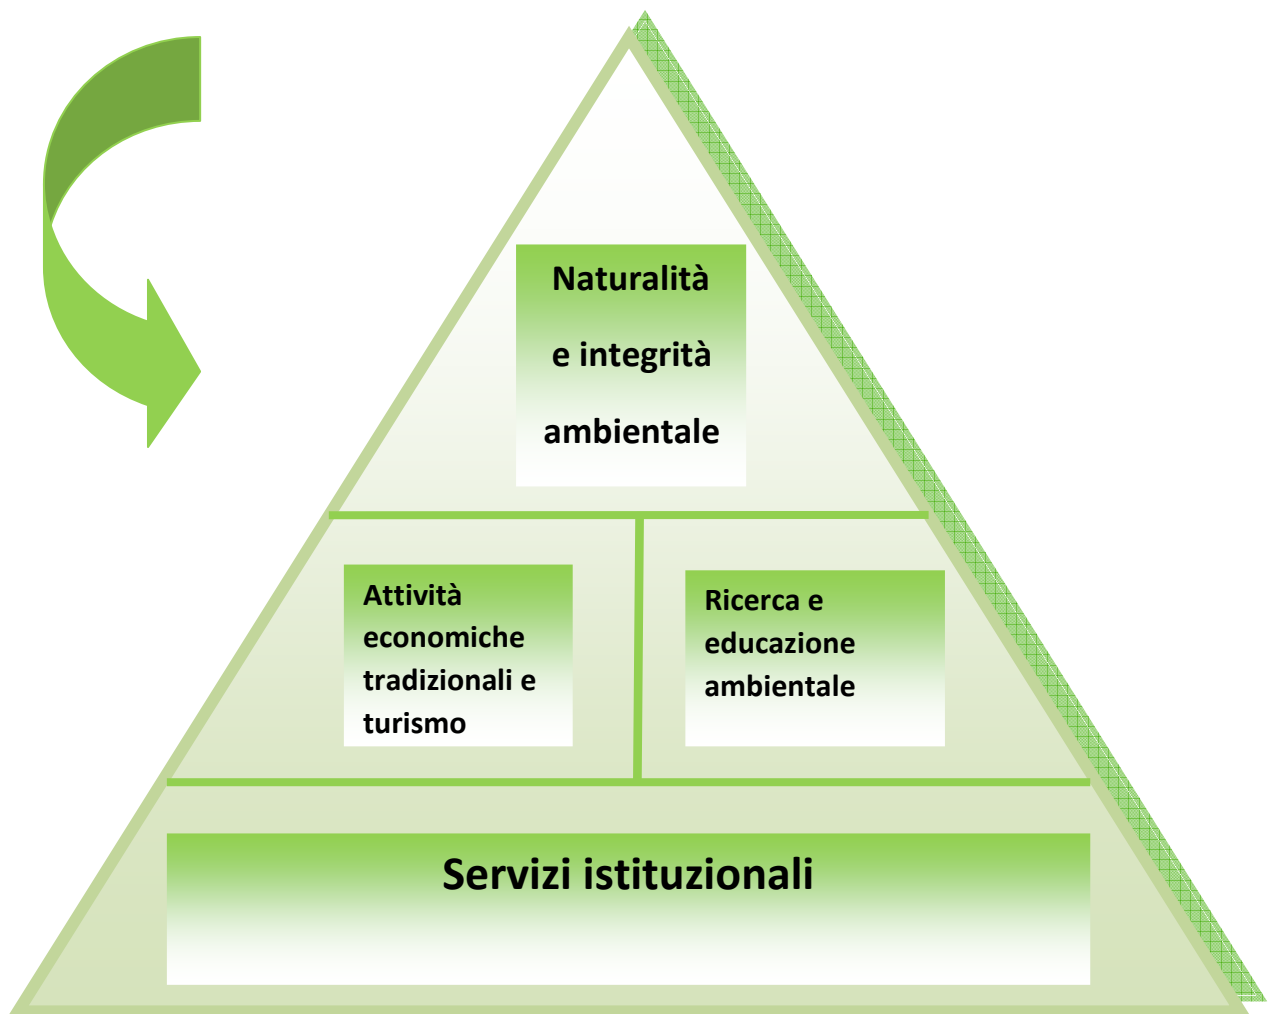 Naturalità
e integrità
ambientale
Attività
economiche
tradizionali e
turismo
Ricerca e
educazione
ambientale
Servizi istituzionali